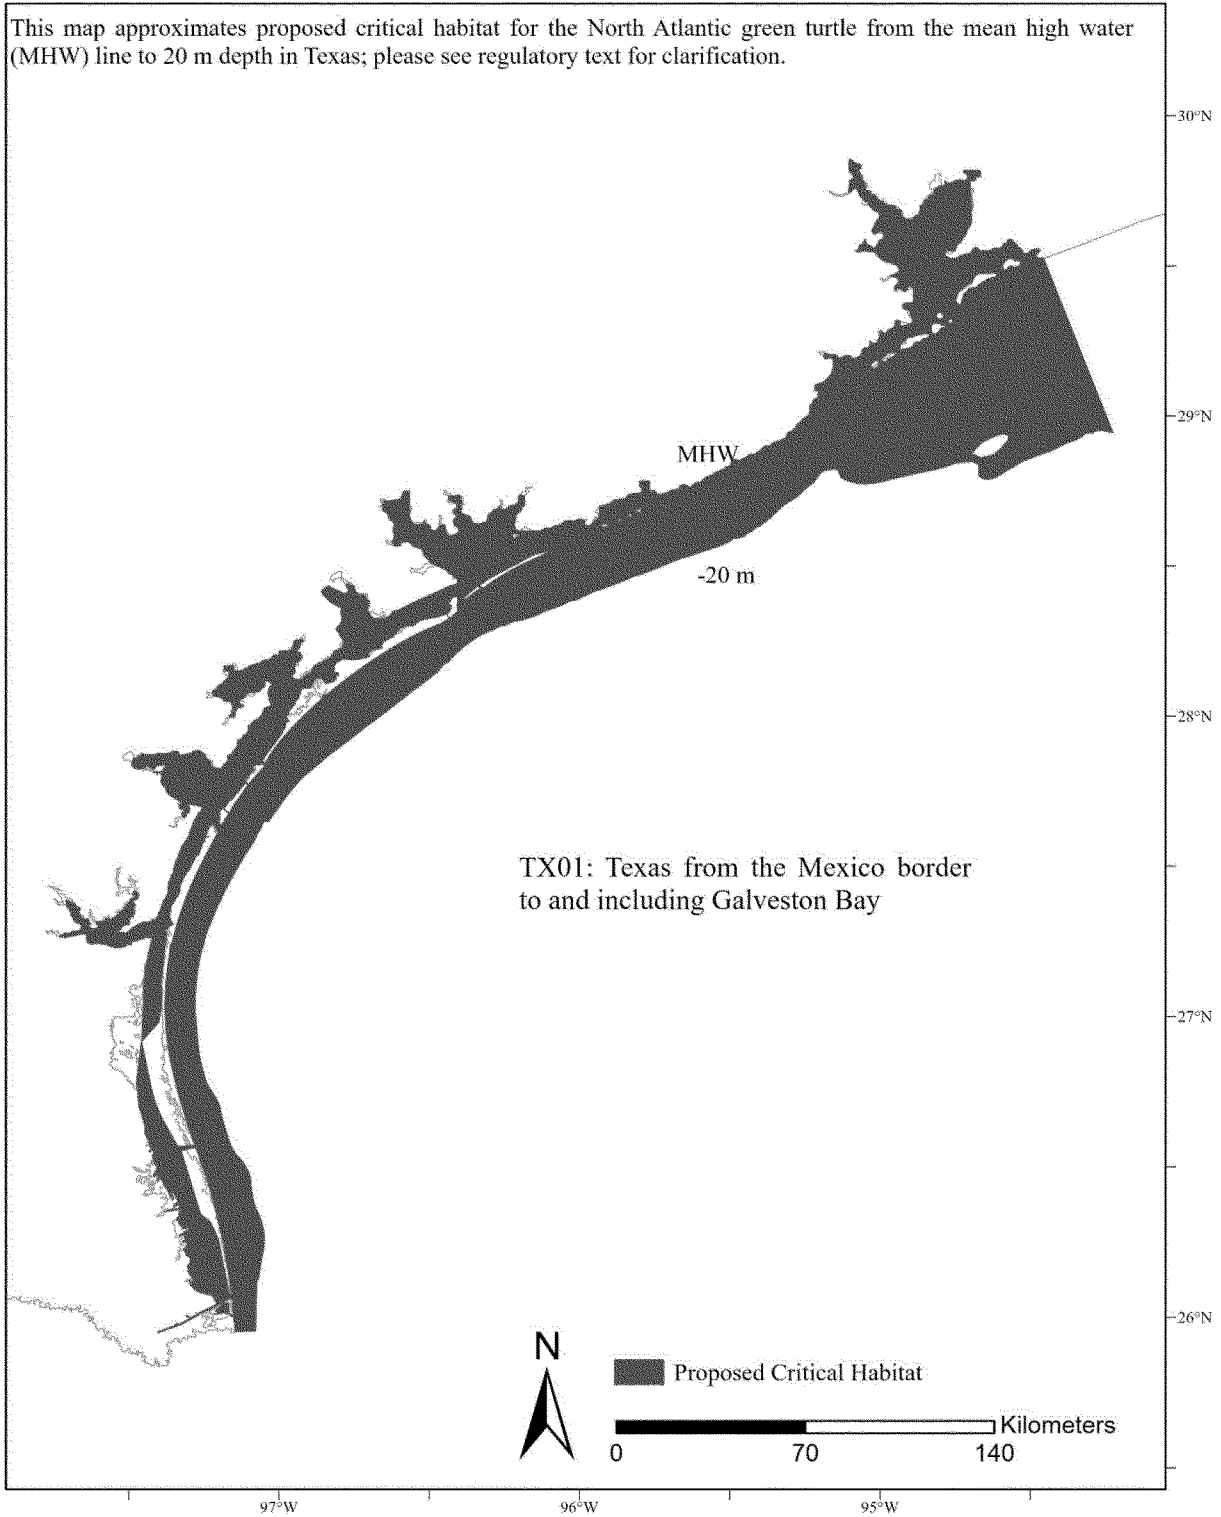 This map approximates proposed critical habitat for the North Atlantic green turtle from the mean high water
(MHW) line to 20 m depth in Texas; please see regulatory text for clarification.
30°N
29°N
MHW
-20 m
28°N
TX01: Texas from the Mexico border
to and including Galveston Bay
27°N
26°N
N
Proposed Critical Habitat
Kilometers
0 70 140
97°W 96°W 95°W